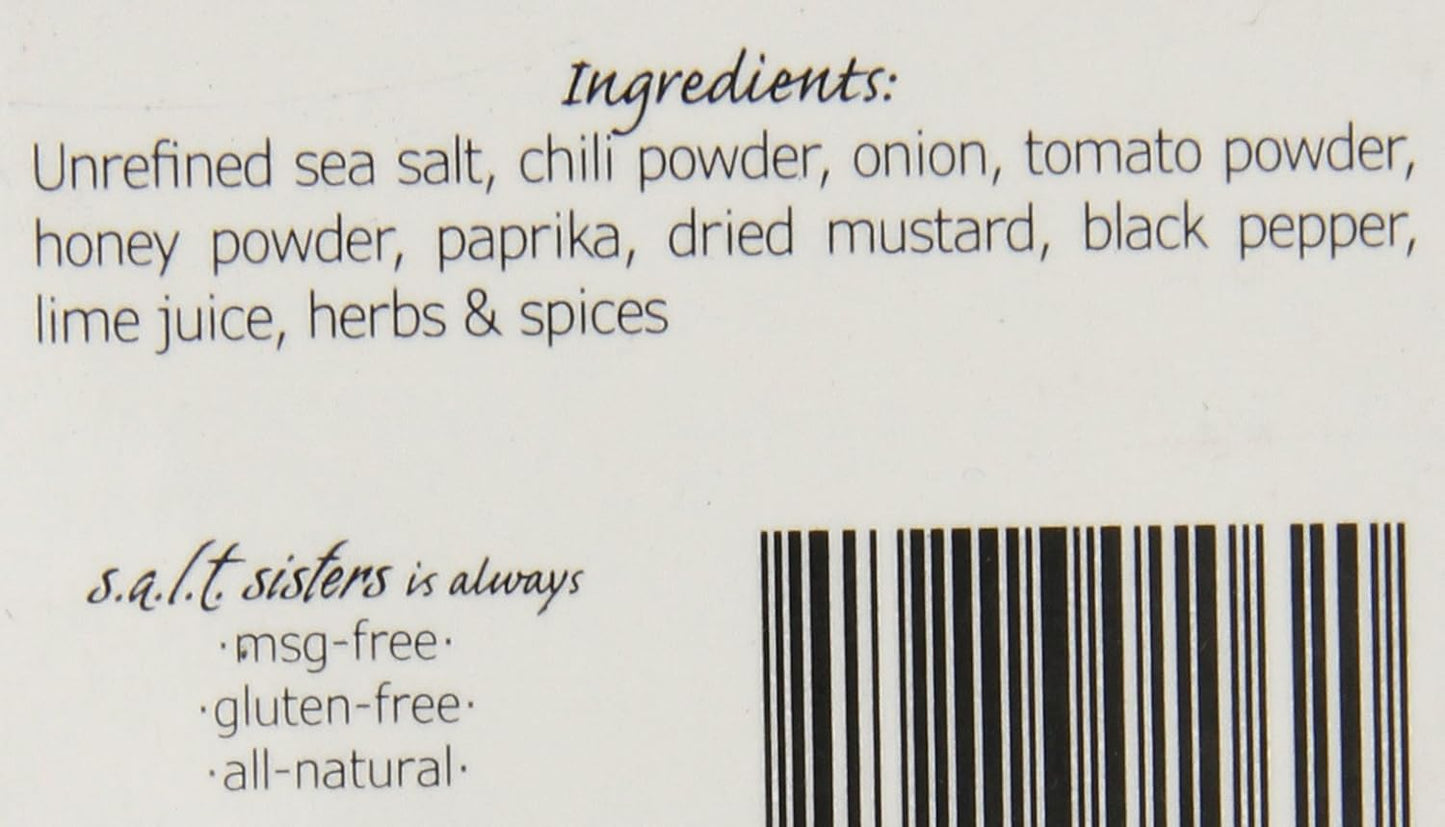 Ingredients:
Unrefined sea salt, chili powder, onion, tomato powder,
honey powder, paprika, dried mustard, black pepper,
lime juice, herbs & spices
s.a.l.t. sisters is always
·msg-free·
·gluten-free·
·all-natural·